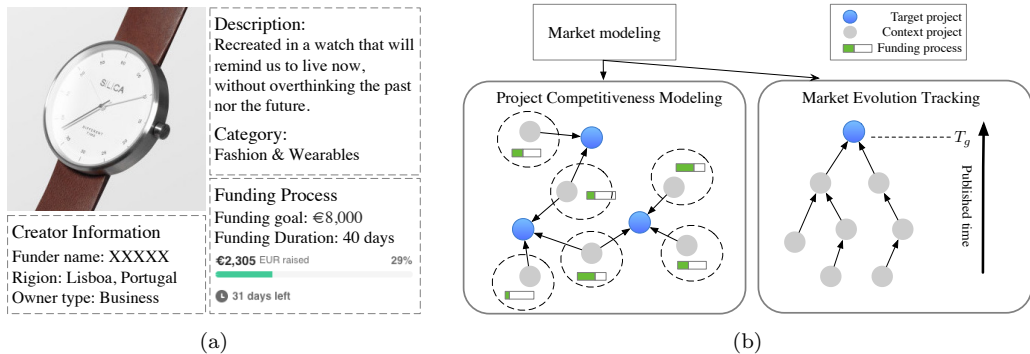 SILICA
DIFFERENT
TIME
Description:
Recreated in a watch that will
remind us to live now,
without overthinking the past
nor the future.
Category:
Fashion & Wearables
Creator Information
Funder name: XXXXX
Rigion: Lisboa, Portugal
Owner type: Business
Funding Process
Funding goal: €8,000
Funding Duration: 40 days
€2,305 EUR raised 29%
31 days left
(a)
Market modeling
Target project
Context project
Funding process
Project Competitiveness Modeling
Market Evolution Tracking
T_g
Published time
(b)